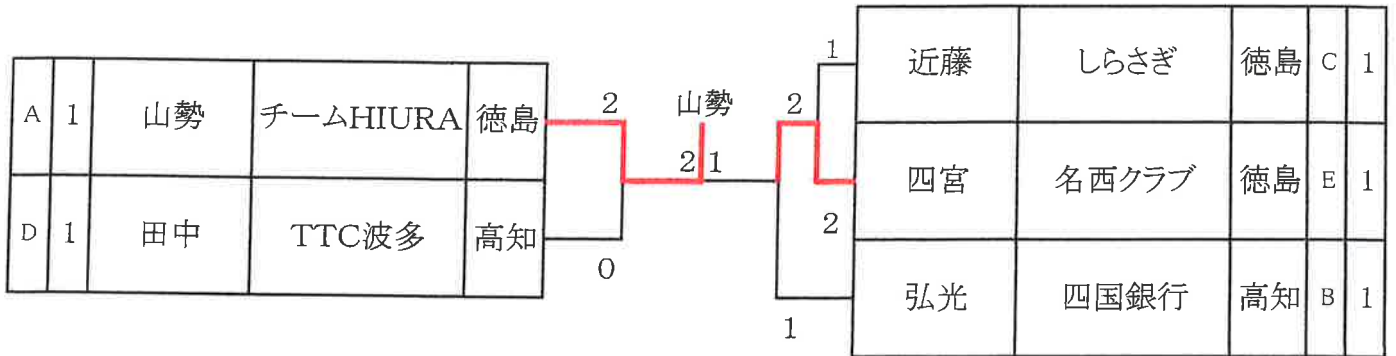 A 1 山勢 チームHIURA 徳島
D 1 田中 TTC波多 高知
2
0
山勢
2 1
1
2
2
1
近藤 しらさぎ 徳島 C 1
四宮 名西クラブ 徳島 E 1
弘光 四国銀行 高知 B 1